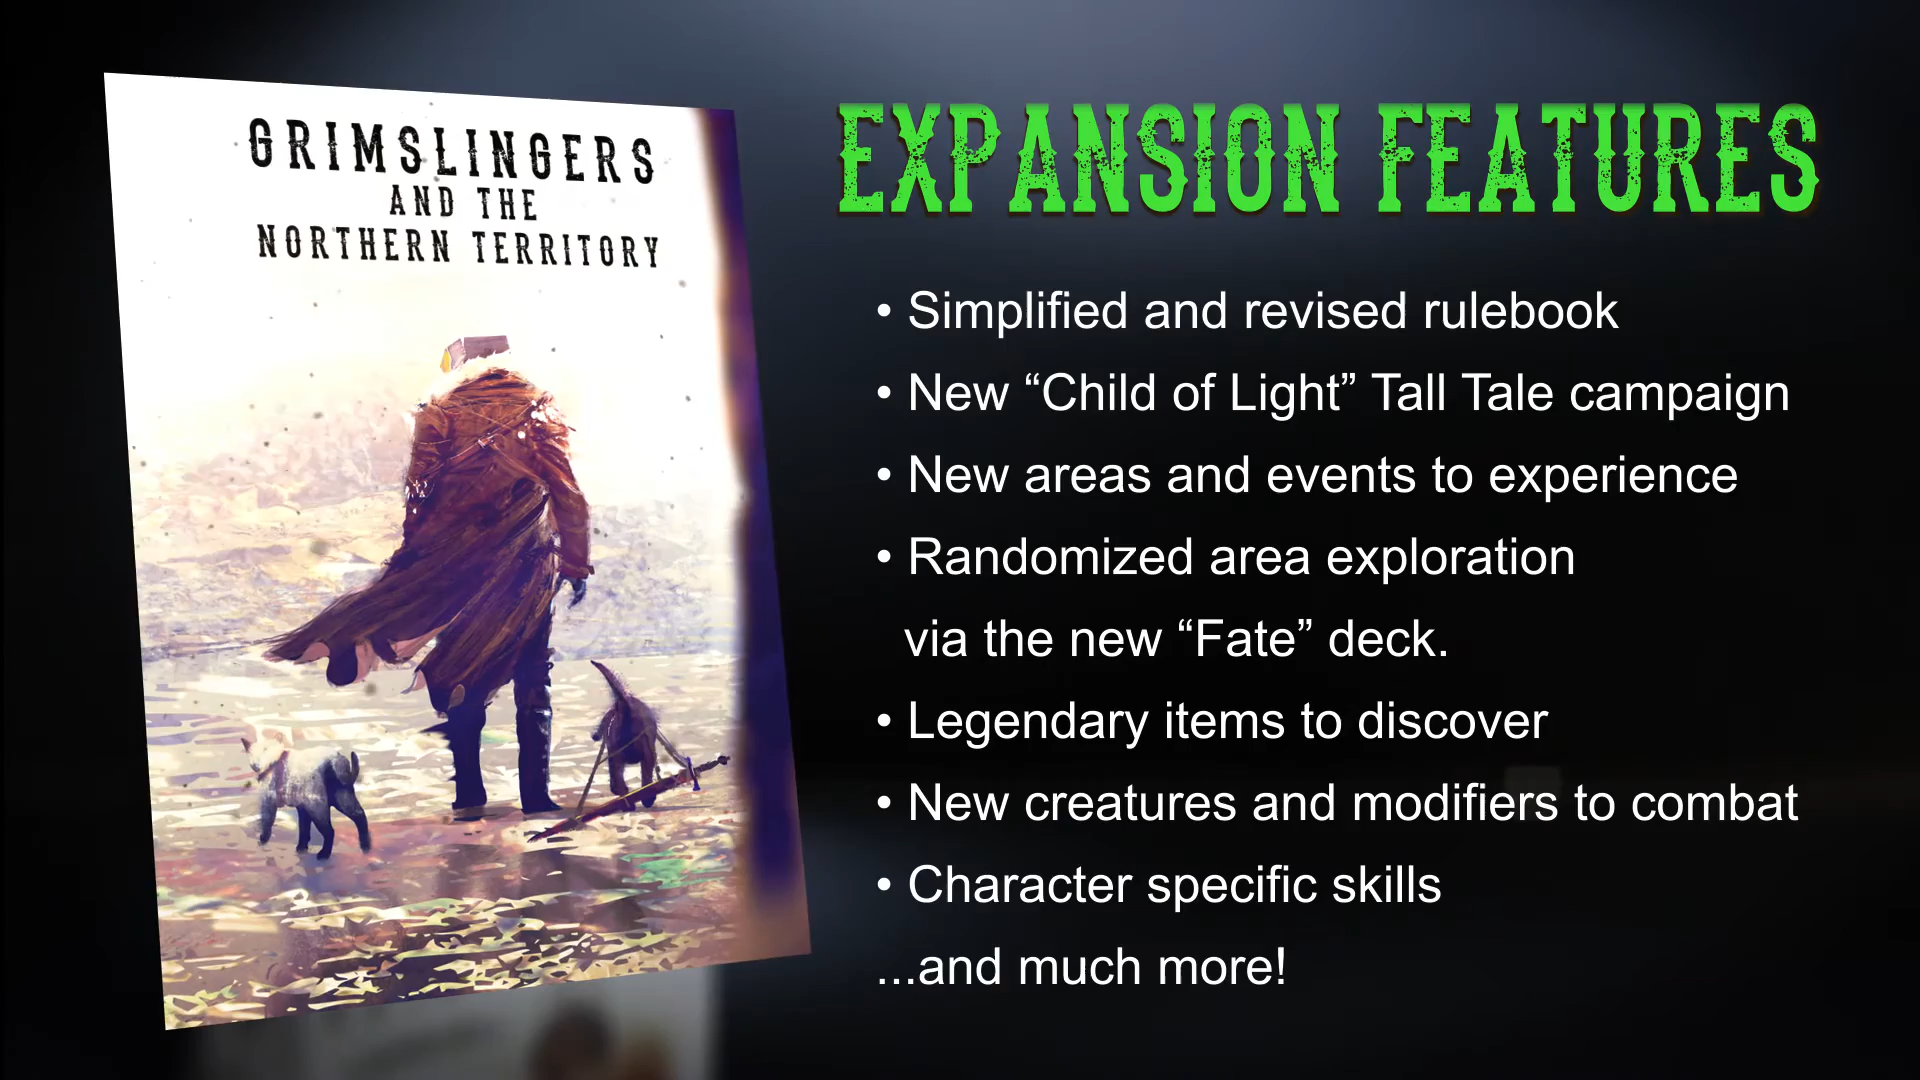 GRIMSLINGERS
AND THE
NORTHERN TERRITORY
EXPANSION FEATURES
• Simplified and revised rulebook
• New “Child of Light” Tall Tale campaign
• New areas and events to experience
• Randomized area exploration
via the new “Fate” deck.
• Legendary items to discover
• New creatures and modifiers to combat
• Character specific skills
...and much more!